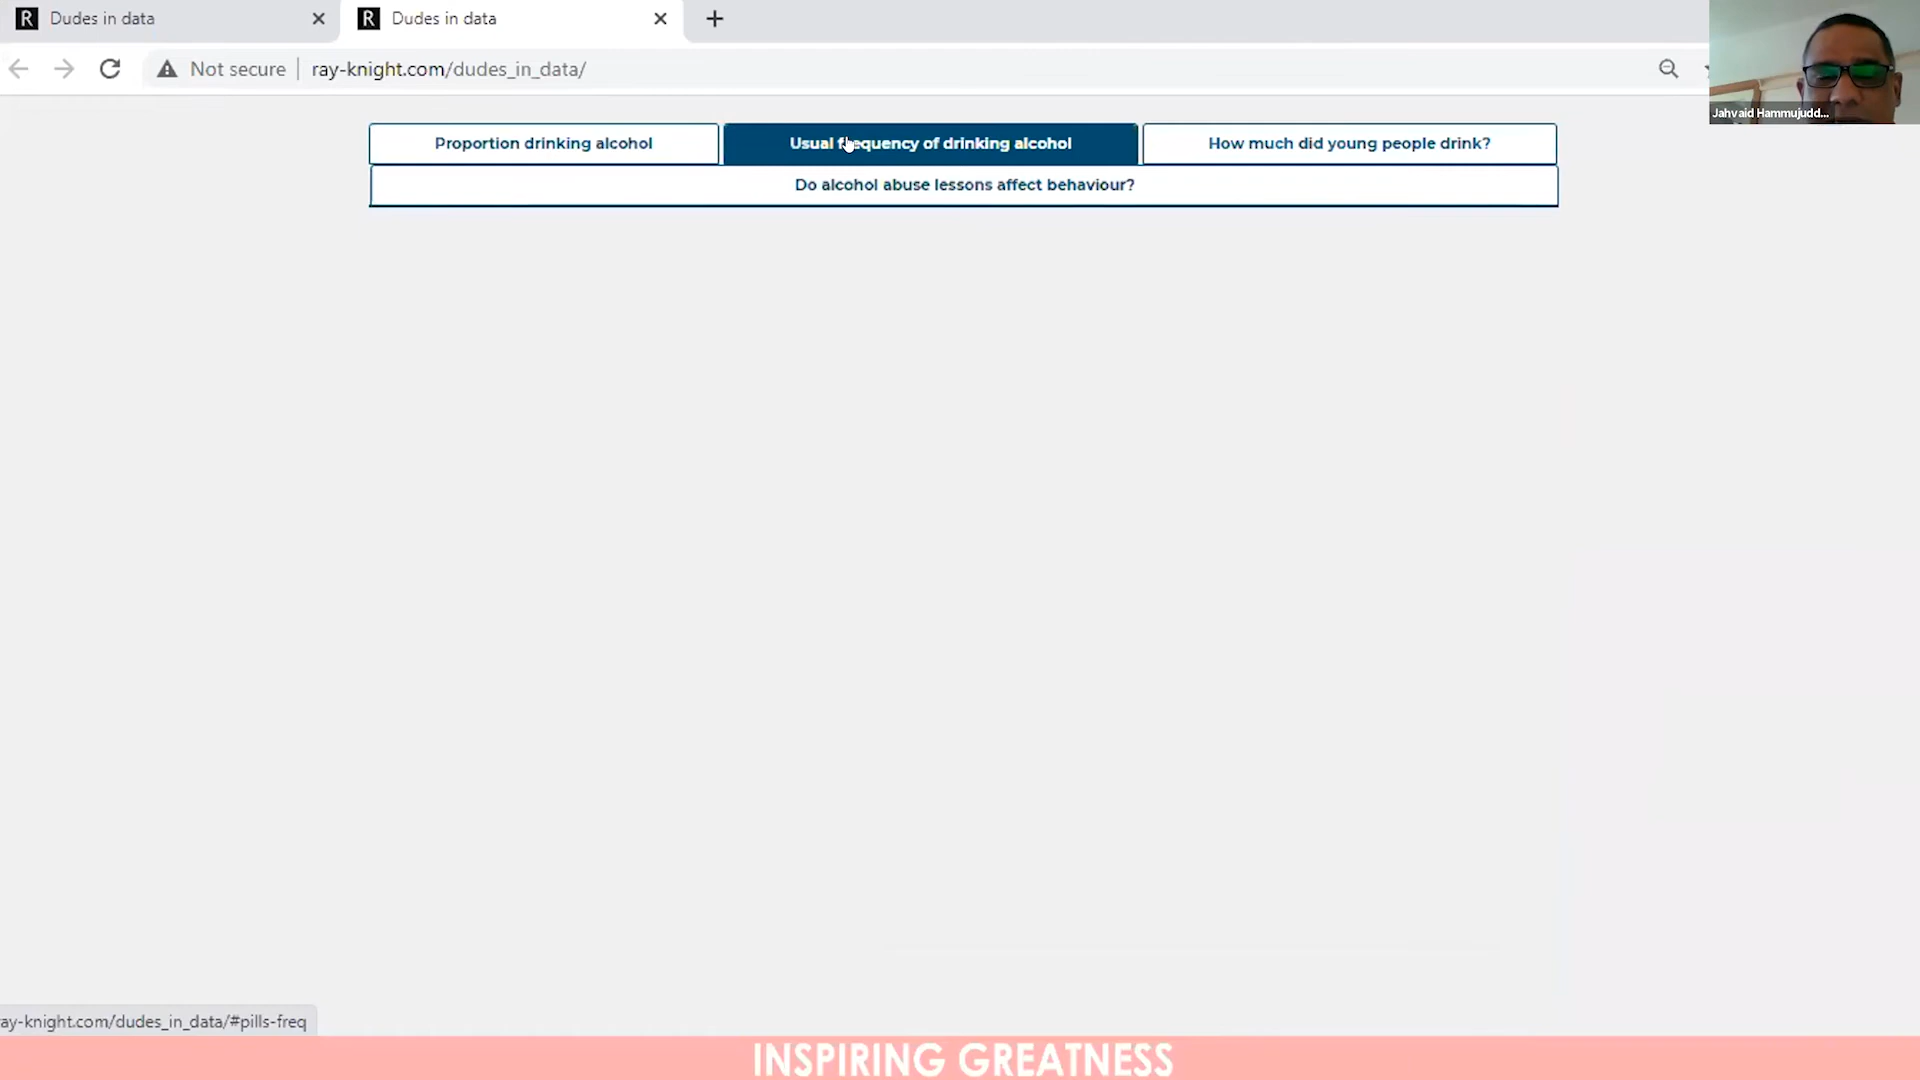 Dudes in data
Dudes in data
Not secure
ray-knight.com/dudes_in_data/
Jahvaid Hammujudd...
Proportion drinking alcohol
Usual frequency of drinking alcohol
How much did young people drink?
Do alcohol abuse lessons affect behaviour?
ay-knight.com/dudes_in_data/#pills-freq
INSPIRING GREATNESS